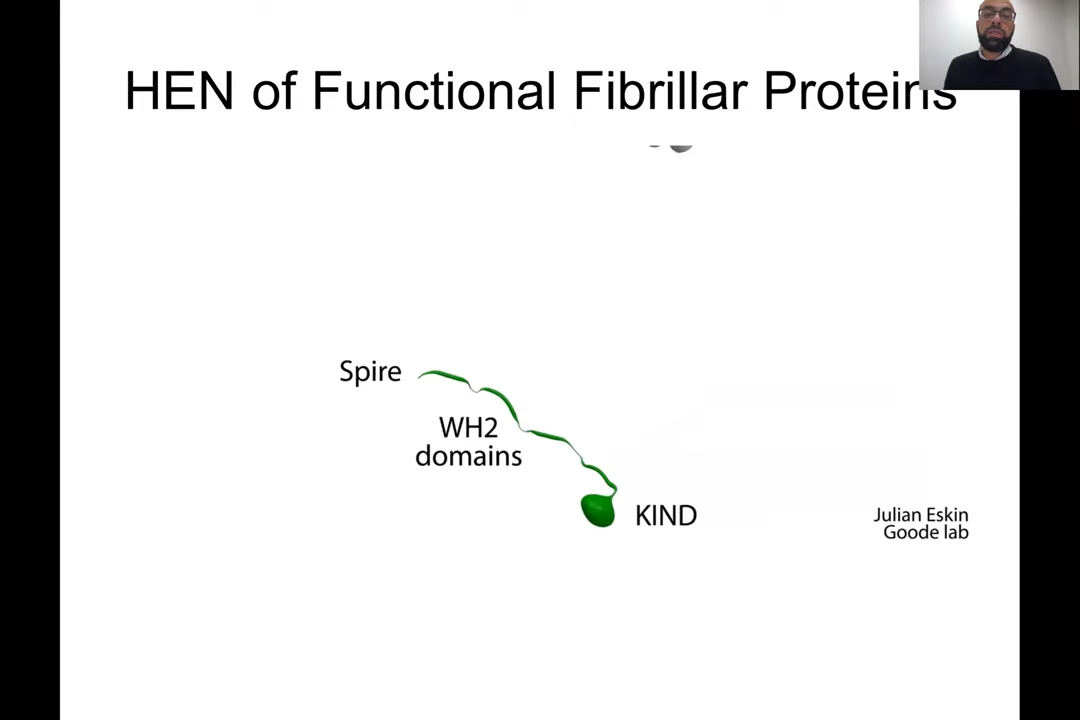 HEN of Functional Fibrillar Proteins
Spire
WH2
domains
KIND
Julian Eskin
Goode lab